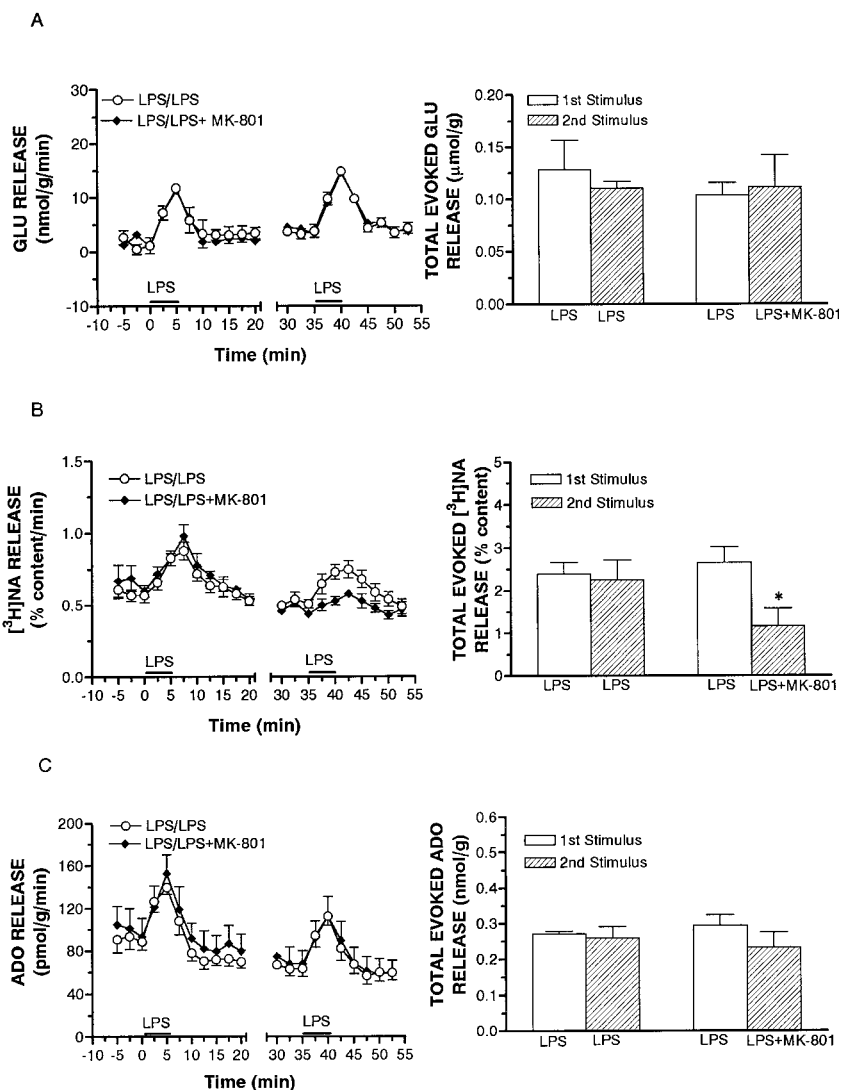 A
GLU RELEASE
(nmol/g/min)
30
20
10
0
-10
LPS/LPS
LPS/LPS+ MK-801
LPS
LPS
-10 -5 0 5 10 15 20 30 35 40 45 50 55
Time (min)
TOTAL EVOKED GLU
RELEASE (µmol/g)
0.20
0.15
0.10
0.05
0.00
1st Stimulus
2nd Stimulus
LPS LPS LPS LPS+MK-801
B
[³H]NA RELEASE
(% content/min)
1.5
1.0
0.5
0.0
LPS/LPS
LPS/LPS+MK-801
LPS
LPS
-10 -5 0 5 10 15 20 30 35 40 45 50 55
Time (min)
TOTAL EVOKED [³H]NA
RELEASE (% content)
5
4
3
2
1
0
1st Stimulus
2nd Stimulus
*
LPS LPS LPS LPS+MK-801
C
ADO RELEASE
(pmol/g/min)
200
160
120
80
40
0
LPS/LPS
LPS/LPS+MK-801
LPS
LPS
-10 -5 0 5 10 15 20 30 35 40 45 50 55
Time (min)
TOTAL EVOKED ADO
RELEASE (nmol/g)
0.6
0.5
0.4
0.3
0.2
0.1
0.0
1st Stimulus
2nd Stimulus
LPS LPS LPS LPS+MK-801